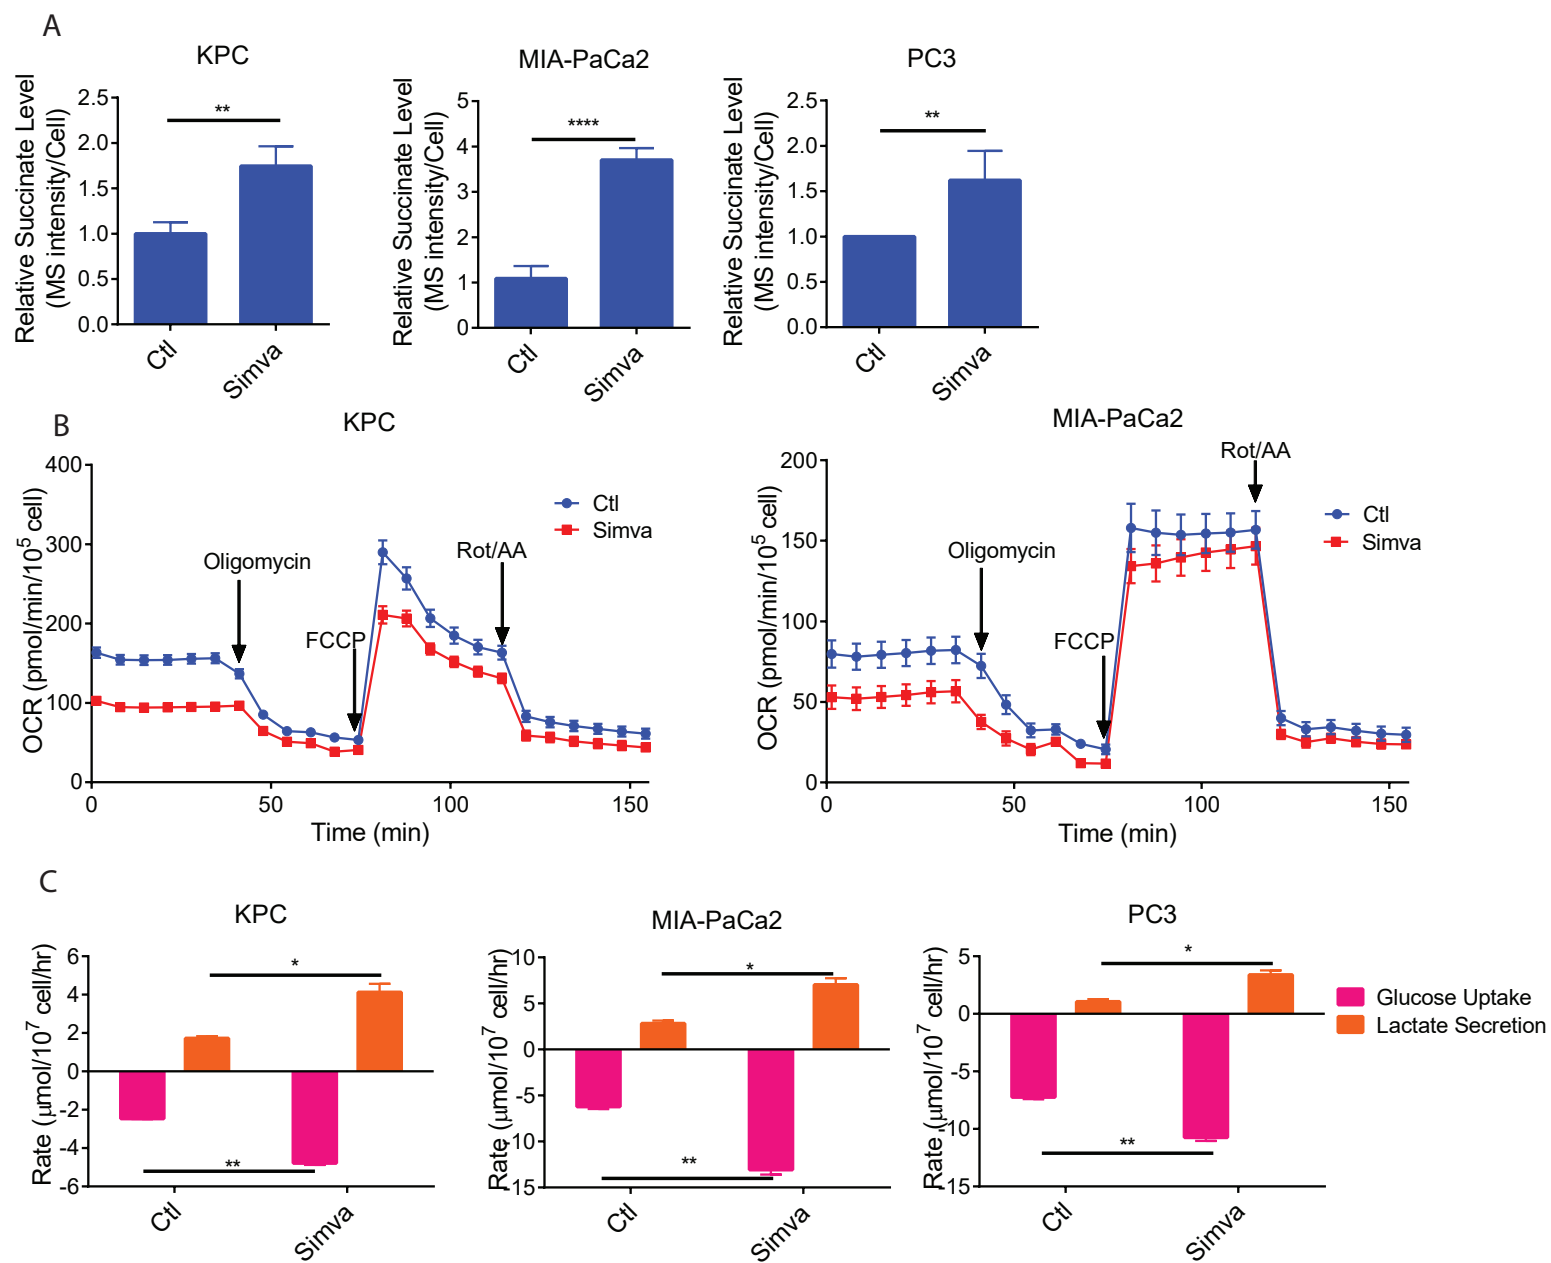 A
KPC
MIA-PaCa2
PC3
Relative Succinate Level
(MS intensity/Cell)
2.5
2.0
1.5
1.0
0.5
0.0
**
Ctl
Simva
Relative Succinate Level
(MS intensity/Cell)
5
4
3
2
1
0
****
Ctl
Simva
Relative Succinate Level
(MS intensity/Cell)
2.5
2.0
1.5
1.0
0.5
0.0
**
Ctl
Simva
B
KPC
OCR (pmol/min/10⁵ cell)
400
300
200
100
0
Oligomycin
FCCP
Rot/AA
Ctl
Simva
0 50 100 150
Time (min)
MIA-PaCa2
OCR (pmol/min/10⁵ cell)
200
150
100
50
0
Oligomycin
FCCP
Rot/AA
Ctl
Simva
0 50 100 150
Time (min)
C
KPC
Rate (µmol/10⁷ cell/hr)
6
4
2
0
-2
-4
-6
*
**
Ctl
Simva
MIA-PaCa2
Rate (µmol/10⁷ cell/hr)
10
5
0
-5
-10
-15
*
**
Ctl
Simva
PC3
Rate (µmol/10⁷ cell/hr)
5
0
-5
-10
-15
*
**
Ctl
Simva
Glucose Uptake
Lactate Secretion